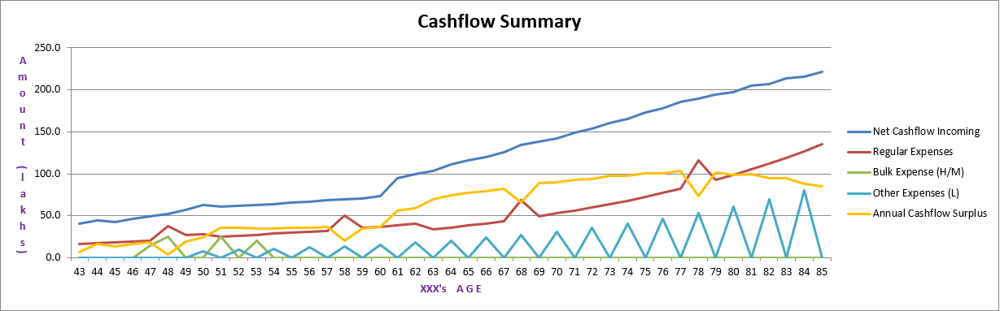 Cashflow Summary
Amount (lakhs(
250.0
200.0
150.0
100.0
50.0
0.0
43 44 45 46 47 48 49 50 51 52 53 54 55 56 57 58 59 60 61 62 63 64 65 66 67 68 69 70 71 72 73 74 75 76 77 78 79 80 81 82 83 84 85
XXX's AGE
Net Cashflow Incoming
Regular Expenses
Bulk Expense (H/M)
Other Expenses (L)
Annual Cashflow Surplus